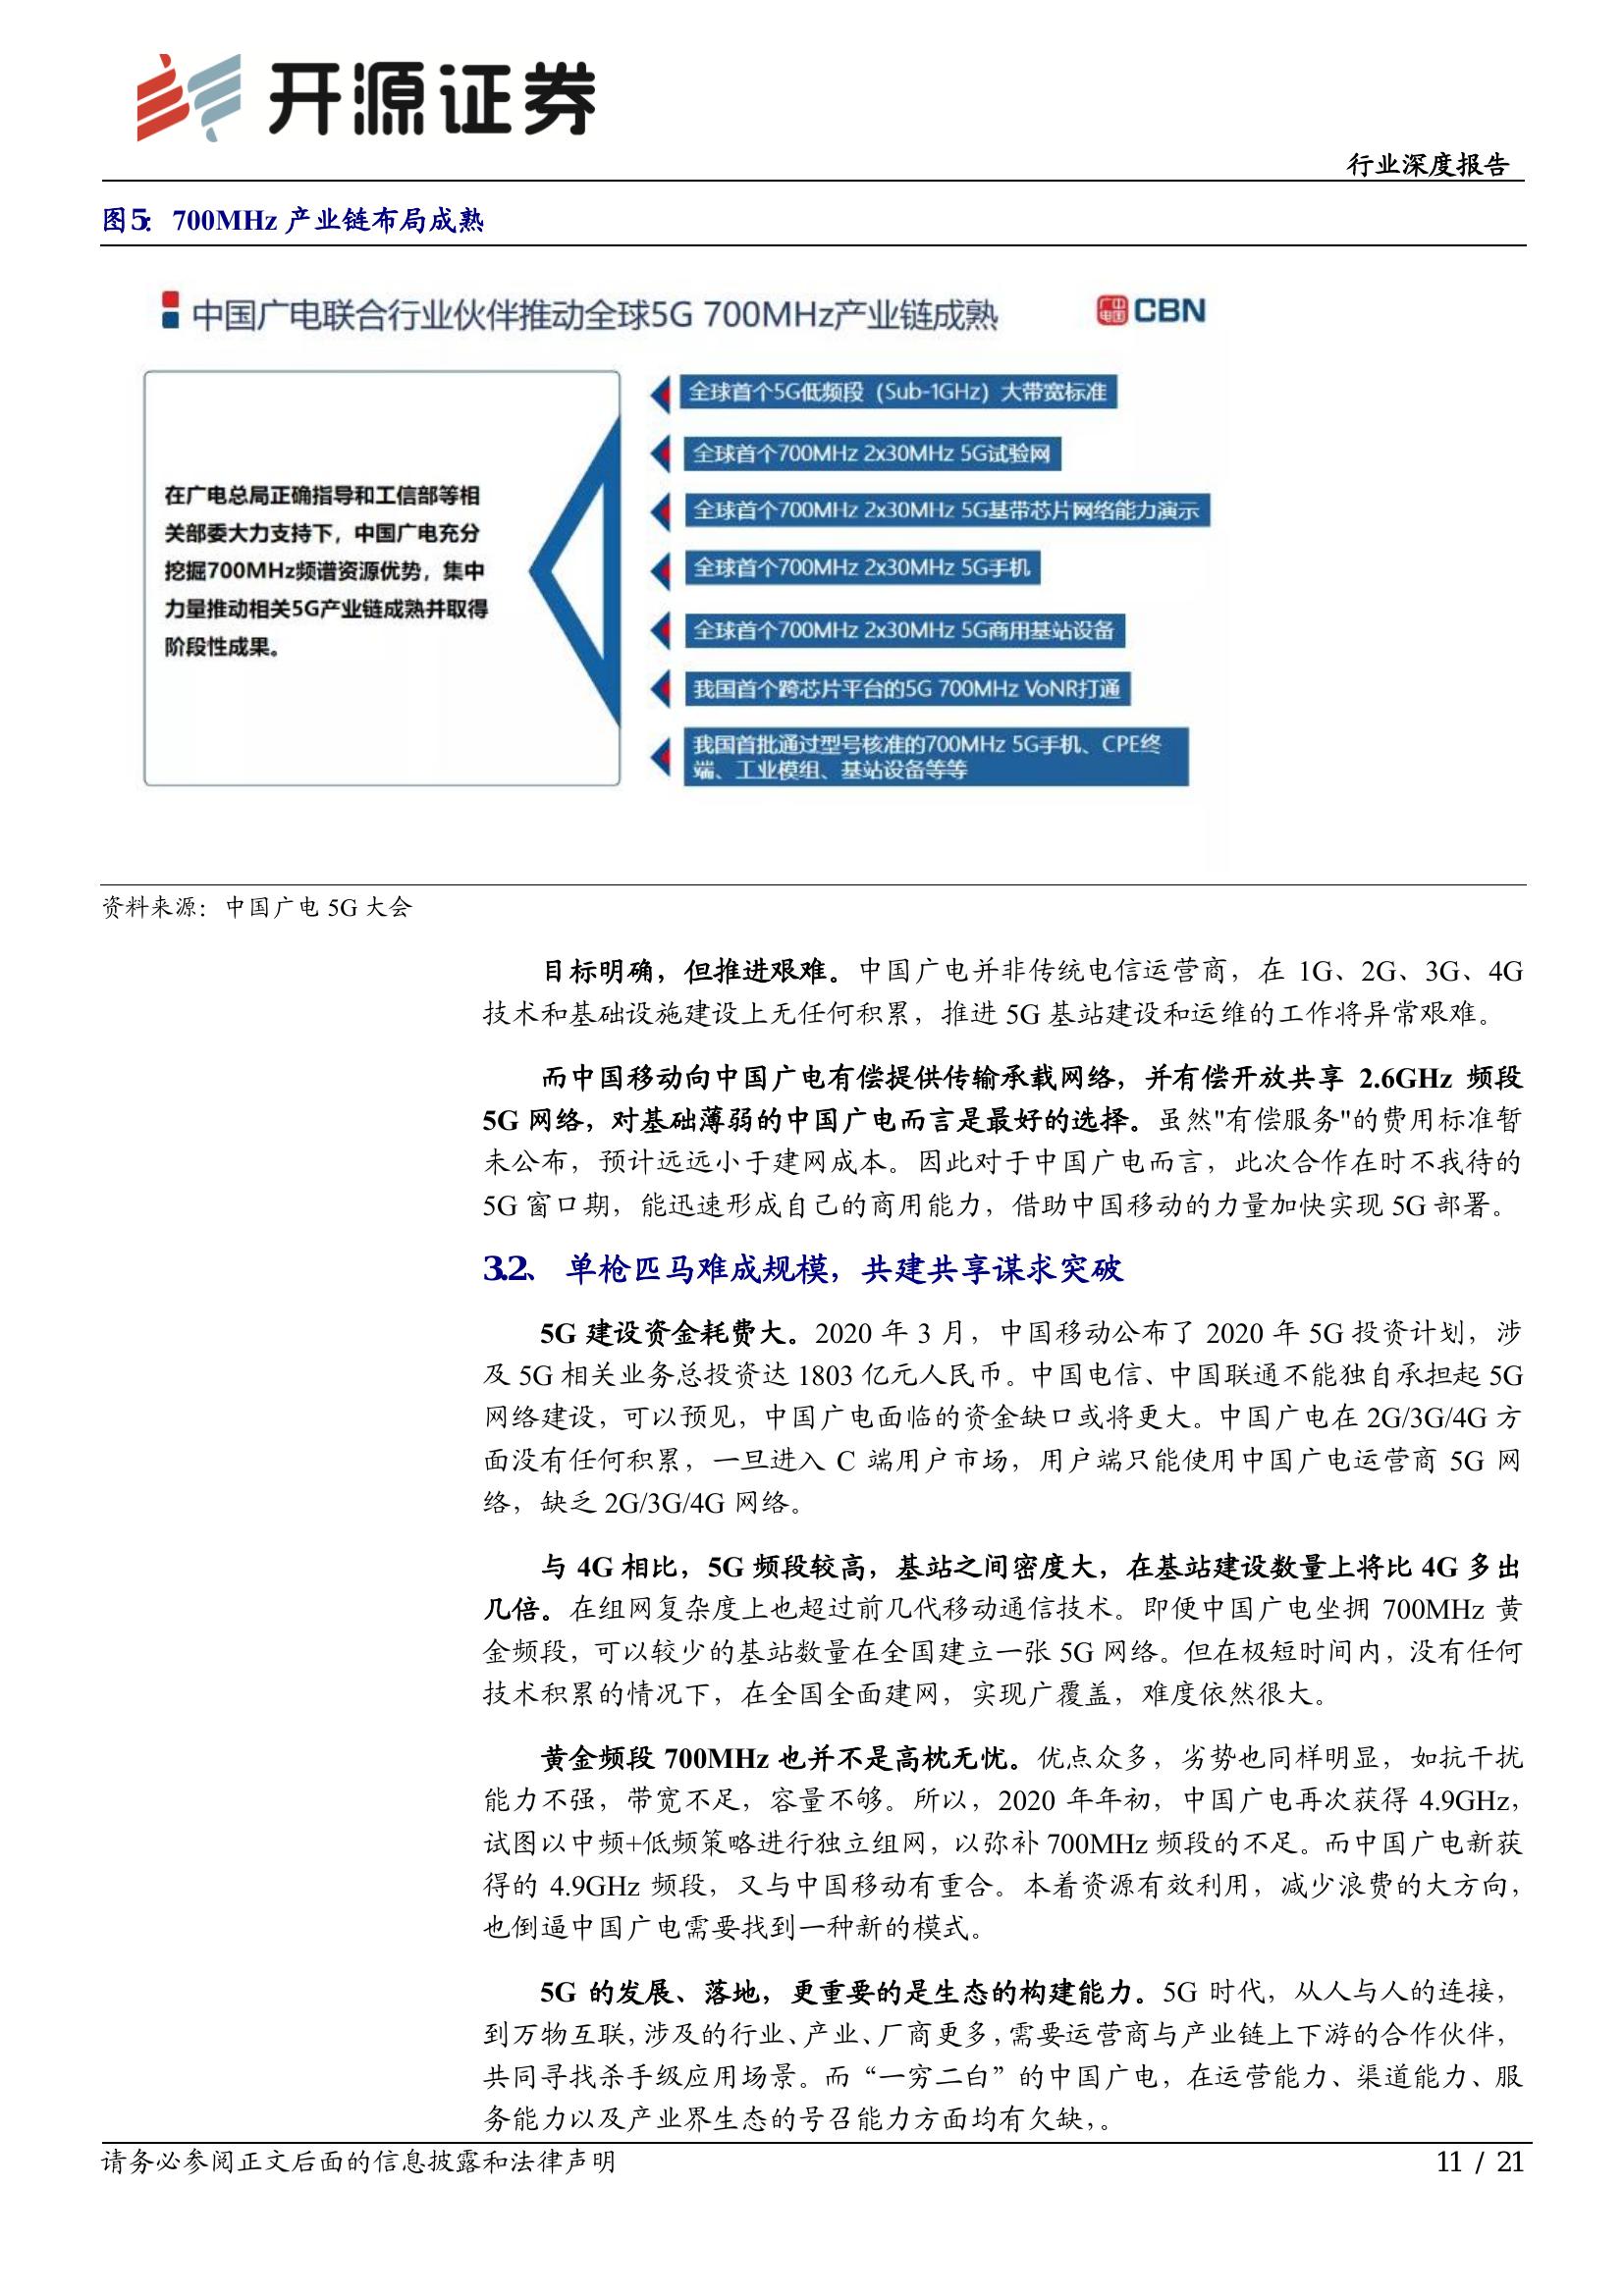 开源证券
行业深度报告
图5： 700MHz 产业链布局成熟
中国广电联合行业伙伴推动全球5G 700MHz产业链成熟
CBN
在广电总局正确指导和工信部等相
关部委大力支持下，中国广电充分
挖掘700MHz频谱资源优势，集中
力量推动相关5G产业链成熟并取得
阶段性成果。
全球首个5G低频段（Sub-1GHz）大带宽标准
全球首个700MHz 2x30MHz 5G试验网
全球首个700MHz 2x30MHz 5G基带芯片网络能力演示
全球首个700MHz 2x30MHz 5G手机
全球首个700MHz 2x30MHz 5G商用基站设备
我国首个跨芯片平台的5G 700MHz VoNR打通
我国首批通过型号核准的700MHz 5G手机、CPE终
端、工业模组、基站设备等等
资料来源：中国广电 5G 大会
目标明确，但推进艰难。中国广电并非传统电信运营商，在 1G、2G、3G、4G
技术和基础设施建设上无任何积累，推进 5G 基站建设和运维的工作将异常艰难。
而中国移动向中国广电有偿提供传输承载网络，并有偿开放共享 2.6GHz 频段
5G 网络，对基础薄弱的中国广电而言是最好的选择。虽然"有偿服务"的费用标准暂
未公布，预计远远小于建网成本。因此对于中国广电而言，此次合作在时不我待的
5G 窗口期，能迅速形成自己的商用能力，借助中国移动的力量加快实现 5G 部署。
3.2、 单枪匹马难成规模，共建共享谋求突破
5G 建设资金耗费大。2020 年 3 月，中国移动公布了 2020 年 5G 投资计划，涉
及 5G 相关业务总投资达 1803 亿元人民币。中国电信、中国联通不能独自承担起 5G
网络建设，可以预见，中国广电面临的资金缺口或将更大。中国广电在 2G/3G/4G 方
面没有任何积累，一旦进入 C 端用户市场，用户端只能使用中国广电运营商 5G 网
络，缺乏 2G/3G/4G 网络。
与 4G 相比，5G 频段较高，基站之间密度大，在基站建设数量上将比 4G 多出
几倍。在组网复杂度上也超过前几代移动通信技术。即便中国广电坐拥 700MHz 黄
金频段，可以较少的基站数量在全国建立一张 5G 网络。但在极短时间内，没有任何
技术积累的情况下，在全国全面建网，实现广覆盖，难度依然很大。
黄金频段 700MHz 也并不是高枕无忧。优点众多，劣势也同样明显，如抗干扰
能力不强，带宽不足，容量不够。所以，2020 年年初，中国广电再次获得 4.9GHz，
试图以中频+低频策略进行独立组网，以弥补 700MHz 频段的不足。而中国广电新获
得的 4.9GHz 频段，又与中国移动有重合。本着资源有效利用，减少浪费的大方向，
也倒逼中国广电需要找到一种新的模式。
5G 的发展、落地，更重要的是生态的构建能力。5G 时代，从人与人的连接，
到万物互联，涉及的行业、产业、厂商更多，需要运营商与产业链上下游的合作伙伴，
共同寻找杀手级应用场景。而“一穷二白”的中国广电，在运营能力、渠道能力、服
务能力以及产业界生态的号召能力方面均有欠缺，。
请务必参阅正文后面的信息披露和法律声明
11 / 21